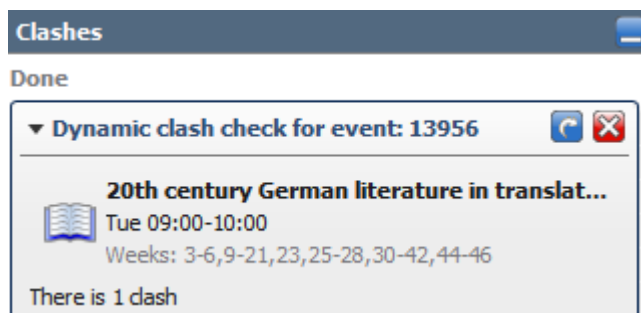 Clashes
Done
Dynamic clash check for event: 13956
20th century German literature in translat...
Tue 09:00-10:00
Weeks: 3-6,9-21,23,25-28,30-42,44-46
There is 1 clash